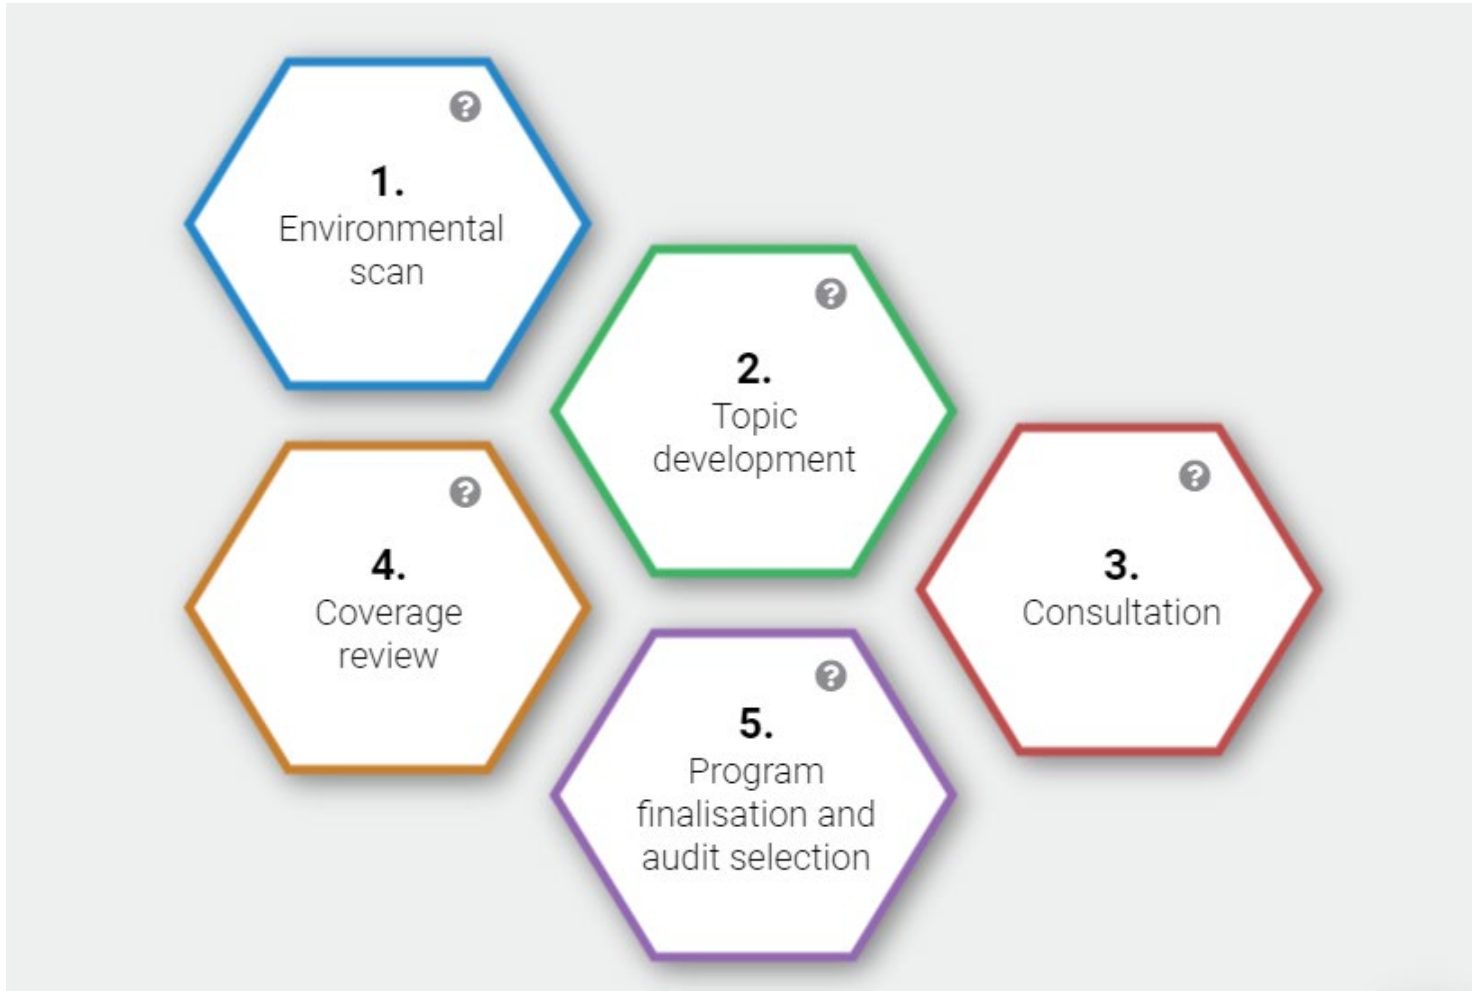 1.
Environmental
scan
2.
Topic
development
3.
Consultation
4.
Coverage
review
5.
Program
finalisation and
audit selection